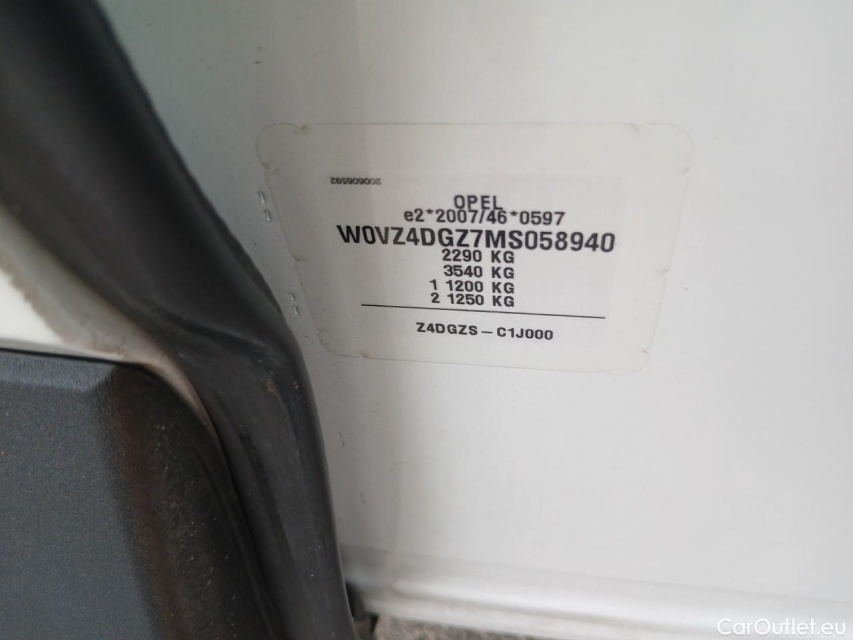 200606592
OPEL
e2*2007/46*0597
W0VZ4DGZ7MS058940
2290 KG
3540 KG
1 1200 KG
2 1250 KG
Z4DGZS – C1J000
CarOutlet.eu